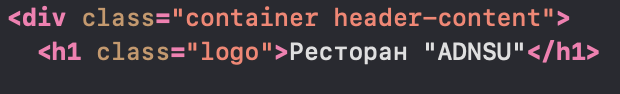 <div class="container header-content">
<h1 class="logo">Ресторан "ADNSU"</h1>